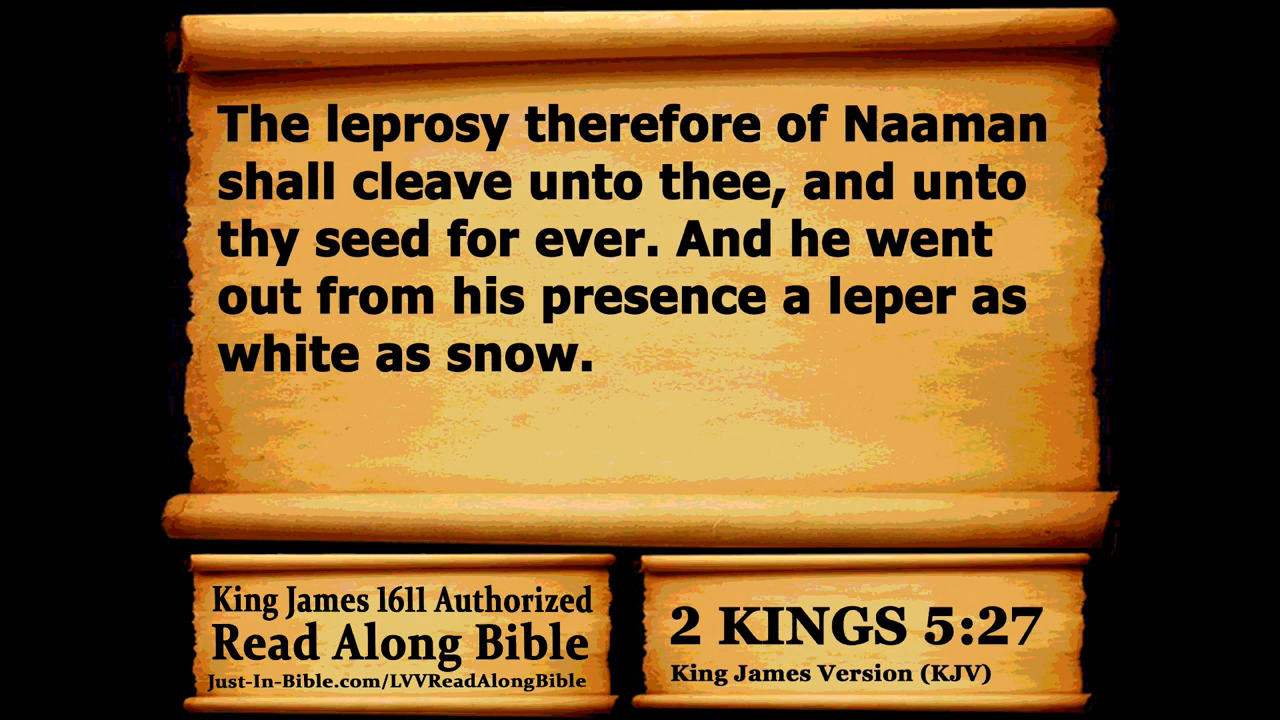 The leprosy therefore of Naaman
shall cleave unto thee, and unto
thy seed for ever. And he went
out from his presence a leper as
white as snow.
King James 1611 Authorized
Read Along Bible
Just-In-Bible.com/LVVReadAlongBible
2 KINGS 5:27
King James Version (KJV)